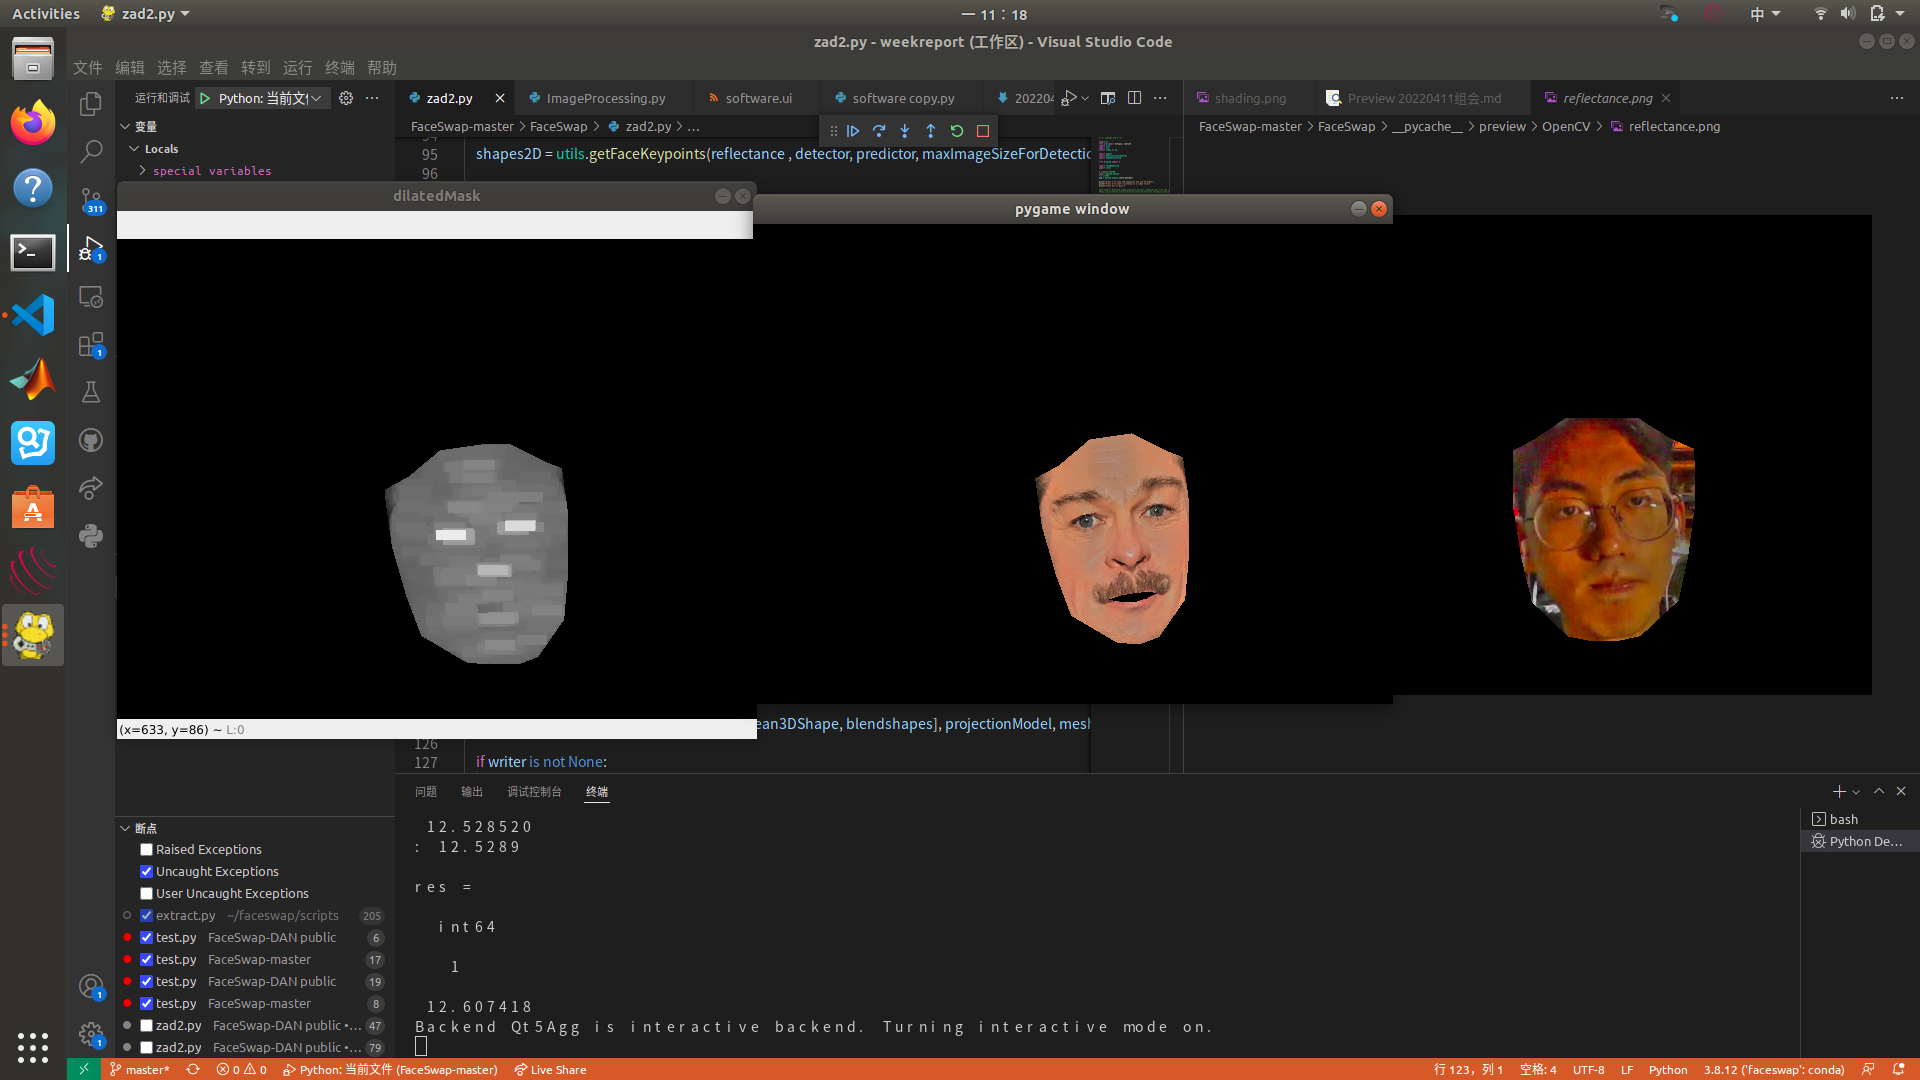 Activities zad2.py 一 11：18 中
zad2.py - weekreport (工作区) - Visual Studio Code
文件 编辑 选择 查看 转到 运行 终端 帮助
运行和调试 Python: 当前文
zad2.py ImageProcessing.py software.ui software copy.py 20220
shading.png Preview 20220411组会.md reflectance.png
变量
FaceSwap-master > FaceSwap > zad2.py > ...
FaceSwap-master > FaceSwap > __pycache__ > preview > OpenCV > reflectance.png
Locals
special variables
95 shapes2D = utils.getFaceKeypoints(reflectance , detector, predictor, maxImageSizeForDetectio
96
311
1
1
dilatedMask
pygame window
(x=633, y=86) ~ L:0
ean3DShape, blendshapes], projectionModel, mesh
126
127 if writer is not None:
问题 输出 调试控制台 终端
12.528520
: 12.5289
res =
int64
1
12.607418
Backend Qt5Agg is interactive backend. Turning interactive mode on.
bash
Python De...
断点
Raised Exceptions
Uncaught Exceptions
User Uncaught Exceptions
extract.py ~/faceswap/scripts 205
test.py FaceSwap-DAN public 6
test.py FaceSwap-master 17
test.py FaceSwap-DAN public 19
test.py FaceSwap-master 8
zad2.py FaceSwap-DAN public •... 47
zad2.py FaceSwap-DAN public •... 79
1
1
master* 0 0 Python: 当前文件 (FaceSwap-master) Live Share 行 123，列 1 空格: 4 UTF-8 LF Python 3.8.12 ('faceswap': conda)